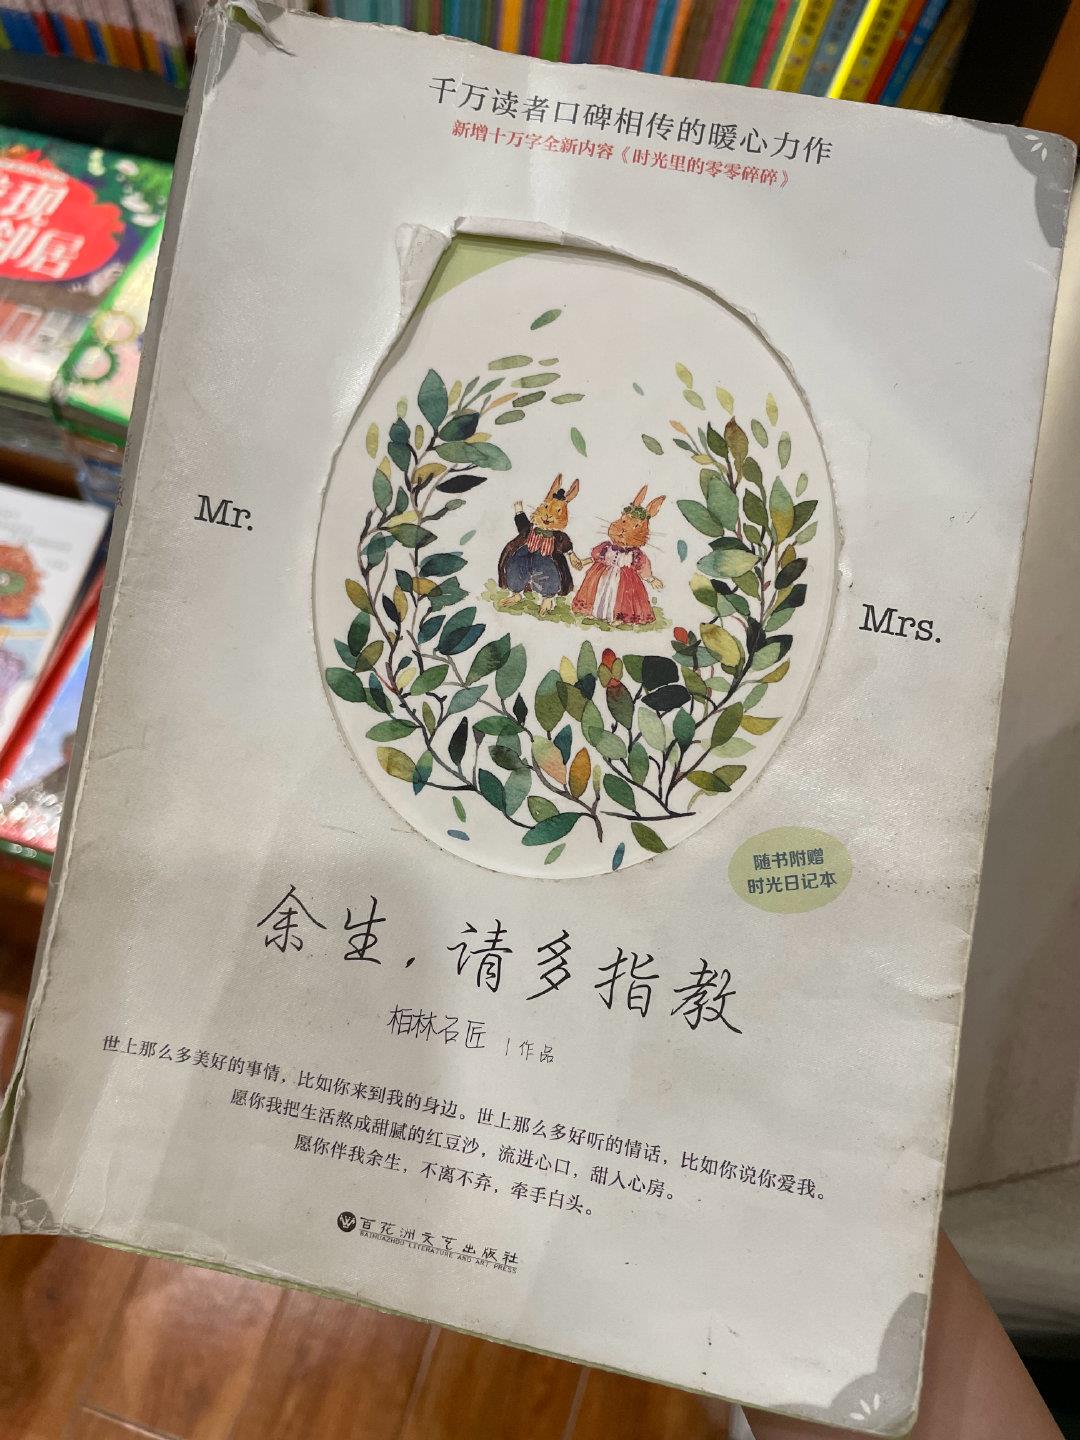 千万读者口碑相传的暖心力作
新增十万字全新内容《时光里的零零碎碎》
Mr.
Mrs.
随书附赠
时光日记本
余生，请多指教
柏林石匠 | 作品
世上那么多美好的事情，比如你来到我的身边。世上那么多好听的情话，比如你说你爱我。
愿你我把生活熬成甜腻的红豆沙，流进心口，甜入心房。
愿你伴我余生，不离不弃，牵手白头。
百花洲文艺出版社
BAIHUAZHOU LITERATURE AND ART PRESS
现
邻居